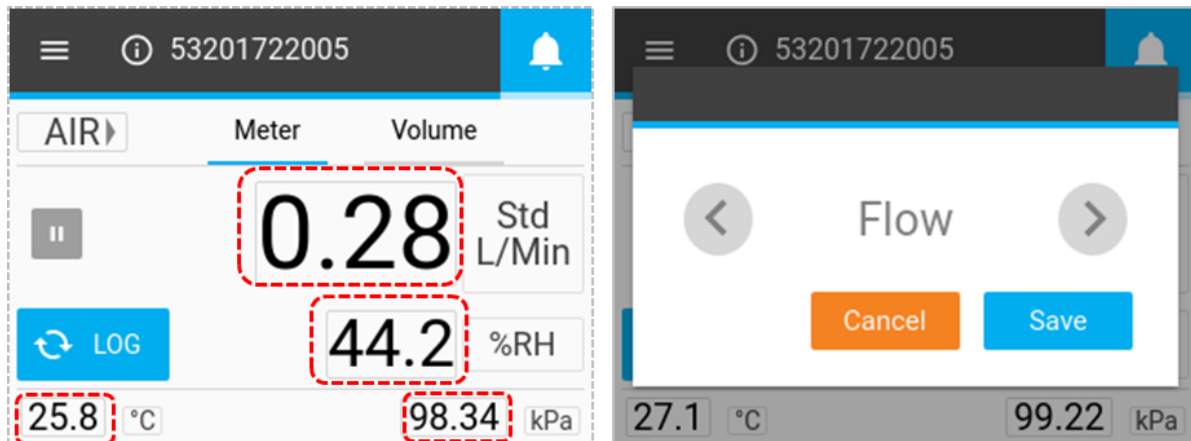 53201722005
AIR
Meter Volume
0.28 Std L/Min
LOG 44.2 %RH
25.8 °C 98.34 kPa
53201722005
Flow
Cancel Save
27.1 °C 99.22 kPa